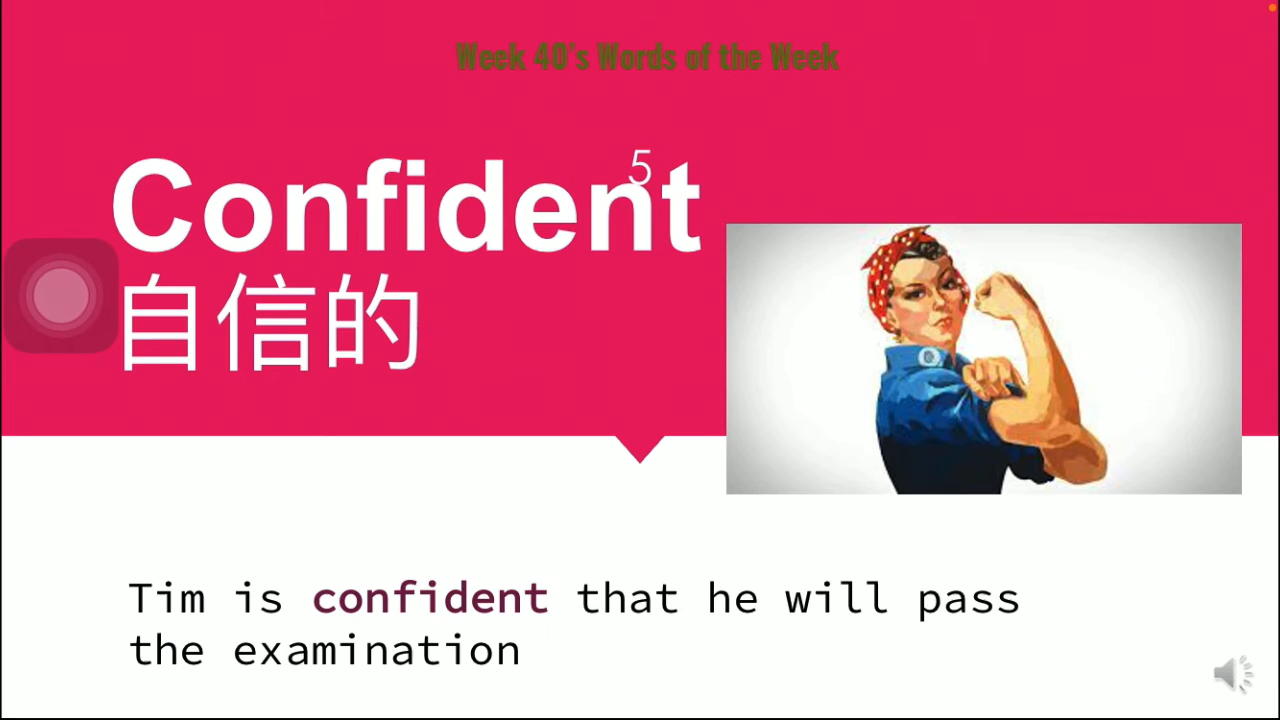 Week 40's Words of the Week
5
Confident
自信的
Tim is confident that he will pass
the examination